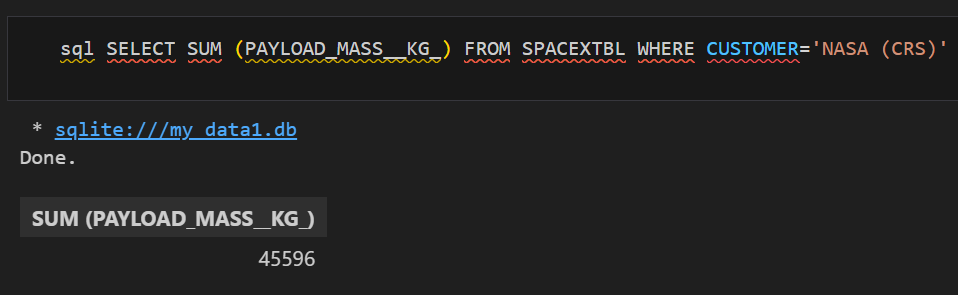 sql SELECT SUM (PAYLOAD_MASS__KG_) FROM SPACEXTBL WHERE CUSTOMER='NASA (CRS)'
* sqlite:///my_data1.db
Done.
SUM (PAYLOAD_MASS__KG_)
45596